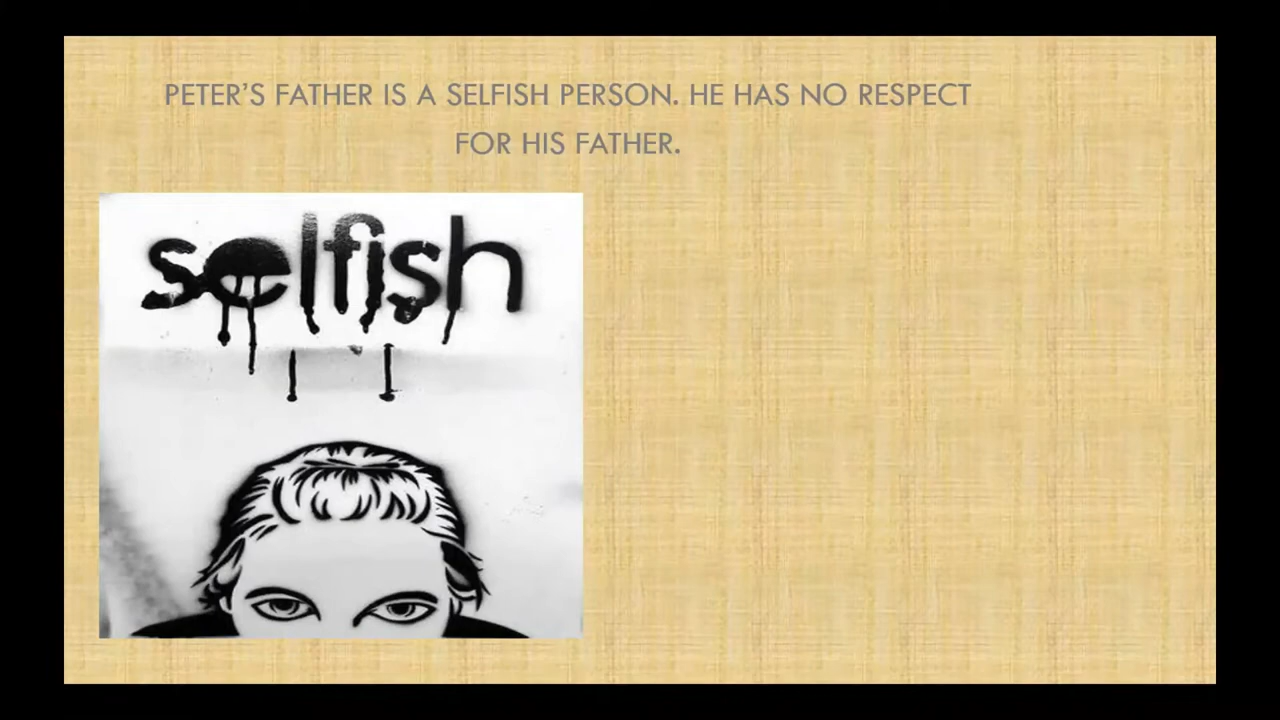 PETER'S FATHER IS A SELFISH PERSON. HE HAS NO RESPECT
FOR HIS FATHER.
selfish